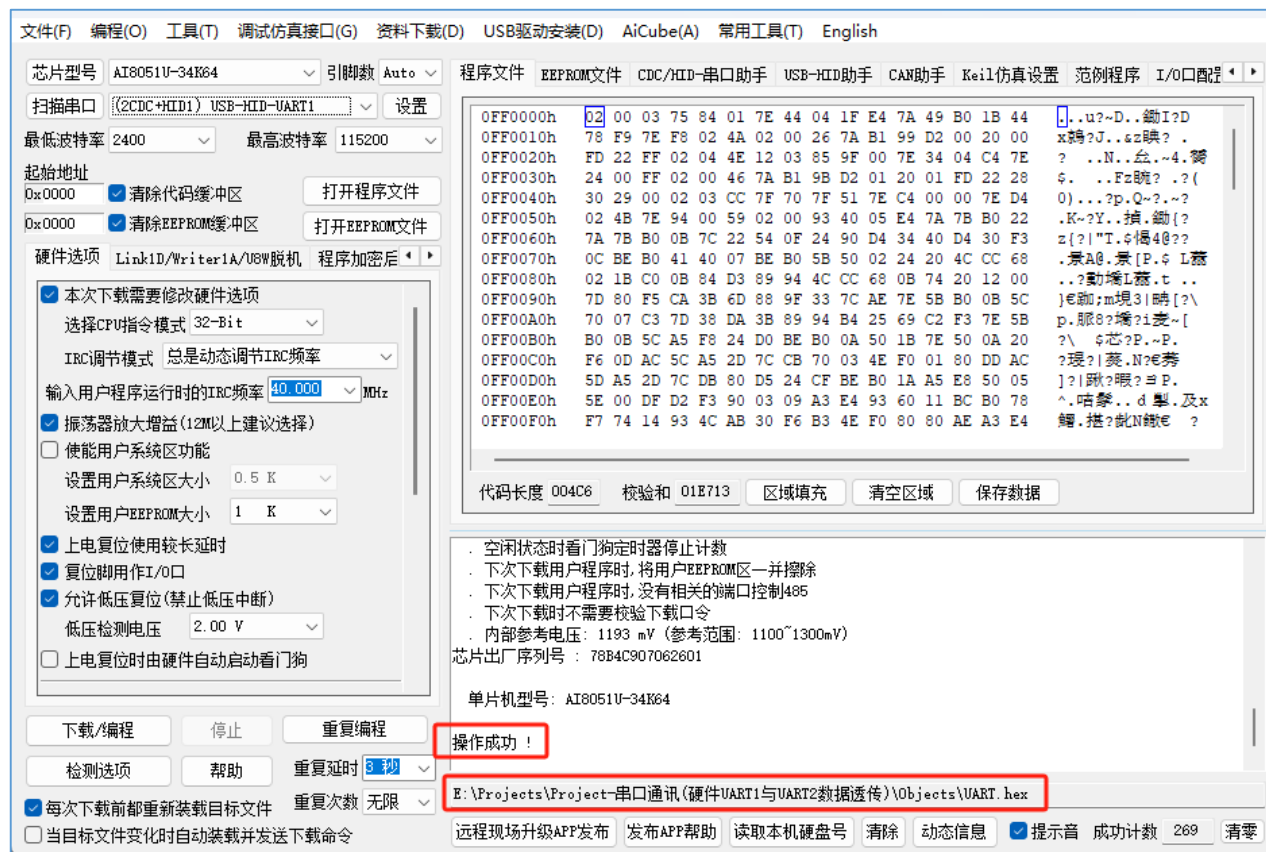 文件(F) 编程(O) 工具(T) 调试仿真接口(G) 资料下载(D) USB驱动安装(D) AiCube(A) 常用工具(T) English
芯片型号 AI8051U-34K64 引脚数 Auto
扫描串口 (2CDC+HID1) USB-HID-UART1 设置
最低波特率 2400 最高波特率 115200
起始地址
0x0000 清除代码缓冲区 打开程序文件
0x0000 清除EEPROM缓冲区 打开EEPROM文件
硬件选项 Link1D/Writer1A/U8W脱机 程序加密后
本次下载需要修改硬件选项
选择CPU指令模式 32-Bit
IRC调节模式 总是动态调节IRC频率
输入用户程序运行时的IRC频率 40.000 MHz
振荡器放大增益(12M以上建议选择)
使能用户系统区功能
设置用户系统区大小 0.5 K
设置用户EEPROM大小 1 K
上电复位使用较长延时
复位脚用作I/O口
允许低压复位(禁止低压中断)
低压检测电压 2.00 V
上电复位时由硬件自动启动看门狗
下载/编程 停止 重复编程
检测选项 帮助 重复延时 3 秒
每次下载前都重新装载目标文件 重复次数 无限
当目标文件变化时自动装载并发送下载命令
程序文件 EEPROM文件 CDC/HID-串口助手 USB-HID助手 CAN助手 Keil仿真设置 范例程序 I/O口配
0FF0000h 02 00 03 75 84 01 7E 44 04 1F E4 7A 49 B0 1B 44 ...u?~D..鋤I?D
0FF0010h 78 F9 7E F8 02 4A 02 00 26 7A B1 99 D2 00 20 00
0FF0020h FD 22 FF 02 04 4E 12 03 85 9F 00 7E 34 04 C4 7E
0FF0030h 24 00 FF 02 00 46 7A B1 9B D2 01 20 01 FD 22 28
0FF0040h 30 29 00 02 03 CC 7F 70 7F 51 7E C4 00 00 7E D4 0)...?p.Q~?.~?
0FF0050h 02 4B 7E 94 00 59 02 00 93 40 05 E4 7A 7B B0 22
0FF0060h 7A 7B B0 0B 7C 22 54 0F 24 90 D4 34 40 D4 30 F3
0FF0070h 0C BE B0 41 40 07 BE B0 5B 50 02 24 20 4C CC 68
0FF0080h 02 1B C0 0B 84 D3 89 94 4C CC 68 0B 74 20 12 00
0FF0090h 7D 80 F5 CA 3B 6D 88 9F 33 7C AE 7E 5B B0 0B 5C
0FF00A0h 70 07 C3 7D 38 DA 3B 89 94 B4 25 69 C2 F3 7E 5B
0FF00B0h B0 0B 5C A5 F8 24 D0 BE B0 0A 50 1B 7E 50 0A 20
0FF00C0h F6 0D AC 5C A5 2D 7C CB 70 03 4E F0 01 80 DD AC
0FF00D0h 5D A5 2D 7C DB 80 D5 24 CF BE B0 1A A5 E8 50 05
0FF00E0h 5E 00 DF D2 F3 90 03 09 A3 E4 93 60 11 BC B0 78
0FF00F0h F7 74 14 93 4C AB 30 F6 B3 4E F0 80 80 AE A3 E4
代码长度 004C6 校验和 01E713 区域填充 清空区域 保存数据
. 空闲状态时看门狗定时器停止计数
. 下次下载用户程序时,将用户EEPROM区一并擦除
. 下次下载用户程序时,没有相关的端口控制485
. 下次下载时不需要校验下载口令
. 内部参考电压: 1193 mV (参考范围: 1100~1300mV)
芯片出厂序列号 : 78B4C907062601
单片机型号: AI8051U-34K64
操作成功 !
E:\Projects\Project-串口通讯(硬件UART1与UART2数据透传)\Objects\UART.hex
远程现场升级APP发布 发布APP帮助 读取本机硬盘号 清除 动态信息 提示音 成功计数 269 清零